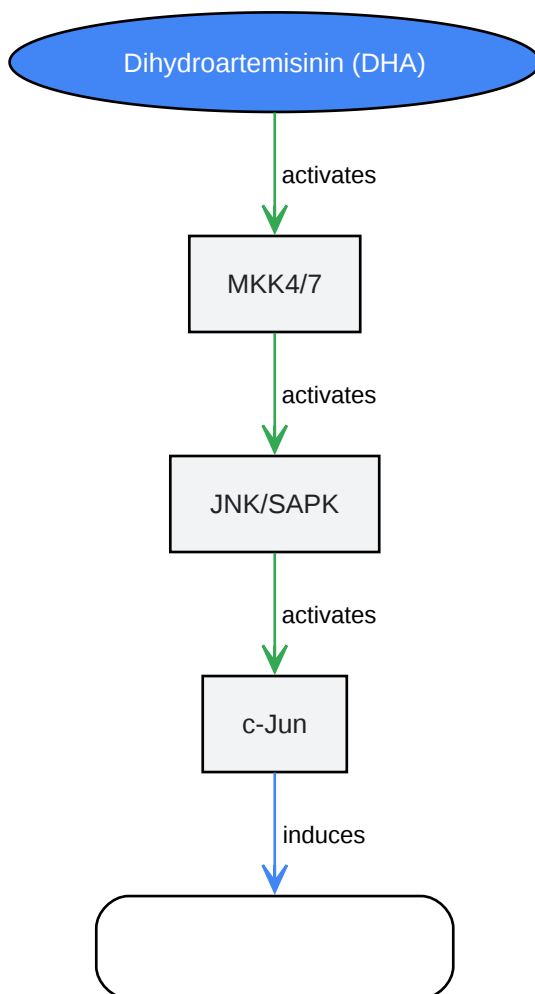 Dihydroartemisinin (DHA)
activates
MKK4/7
activates
JNK/SAPK
activates
c-Jun
induces